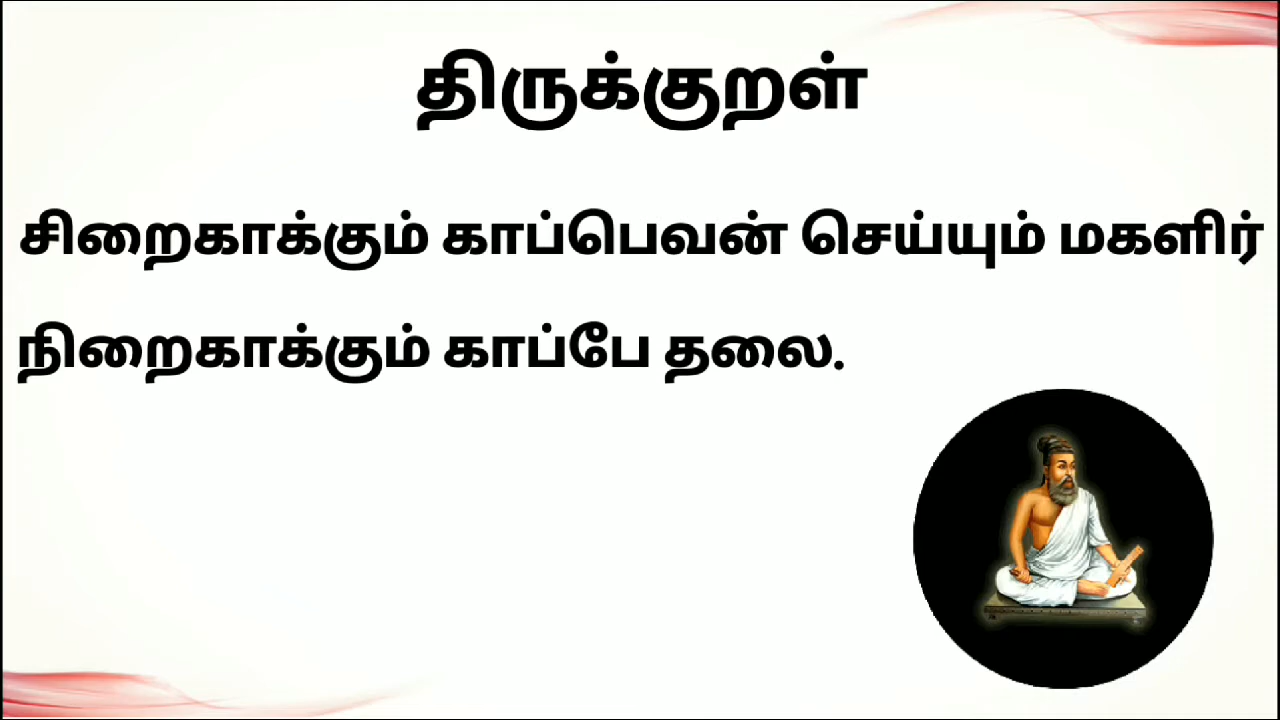 திருக்குறள்
சிறைகாக்கும் காப்பெவன் செய்யும் மகளிர்
நிறைகாக்கும் காப்பே தலை.